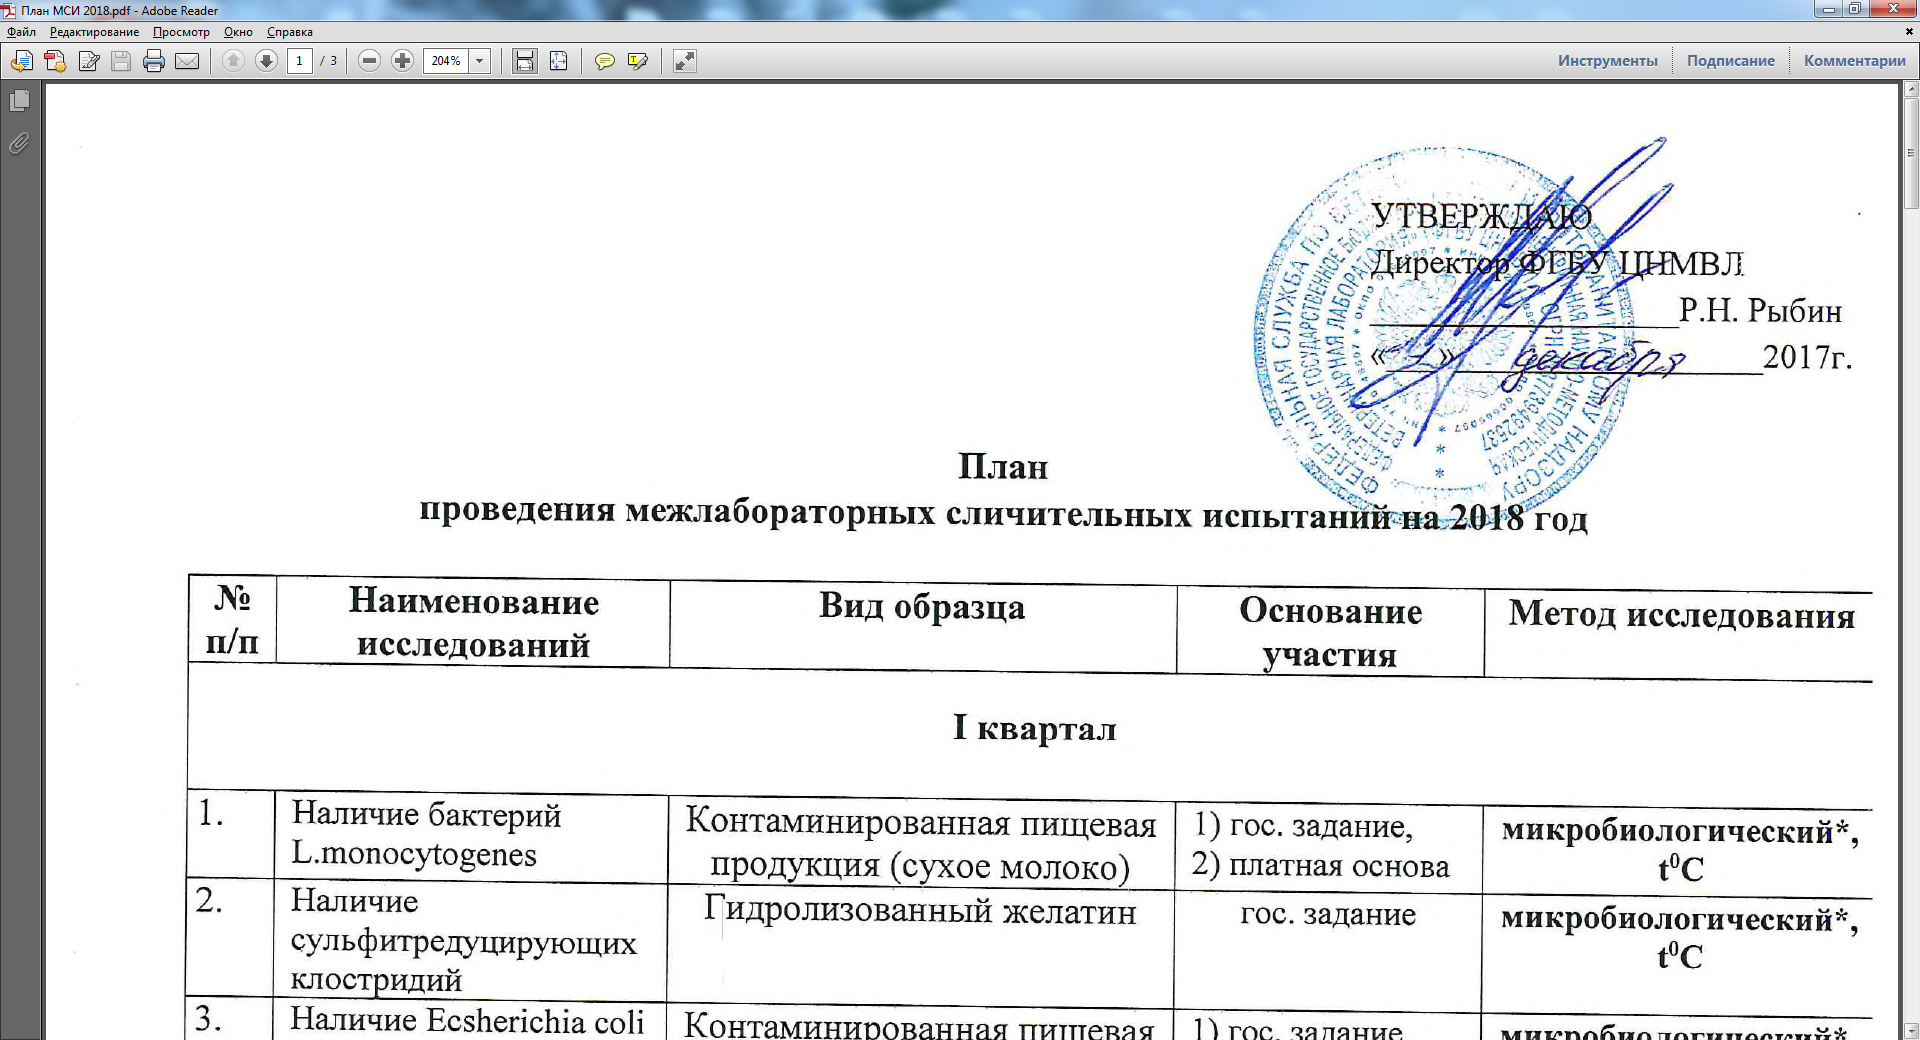 План МСИ 2018.pdf - Adobe Reader
Файл Редактирование Просмотр Окно Справка
1 / 3 204% Инструменты Подписание Комментарии
УТВЕРЖДАЮ
Директор ФГБУ ЦНМВЛ
Р.Н. Рыбин
« » декабря 2017г.
План
проведения межлабораторных сличительных испытаний на 2018 год
№ п/п Наименование исследований Вид образца Основание участия Метод исследования
I квартал
1. Наличие бактерий L.monocytogenes Контаминированная пищевая продукция (сухое молоко) 1) гос. задание, 2) платная основа микробиологический*, t⁰C
2. Наличие сульфитредуцирующих клостридий Гидролизованный желатин гос. задание микробиологический*, t⁰C
3. Наличие Ecsherichia coli Контаминированная пищевая 1) гос. задание микробиологический*